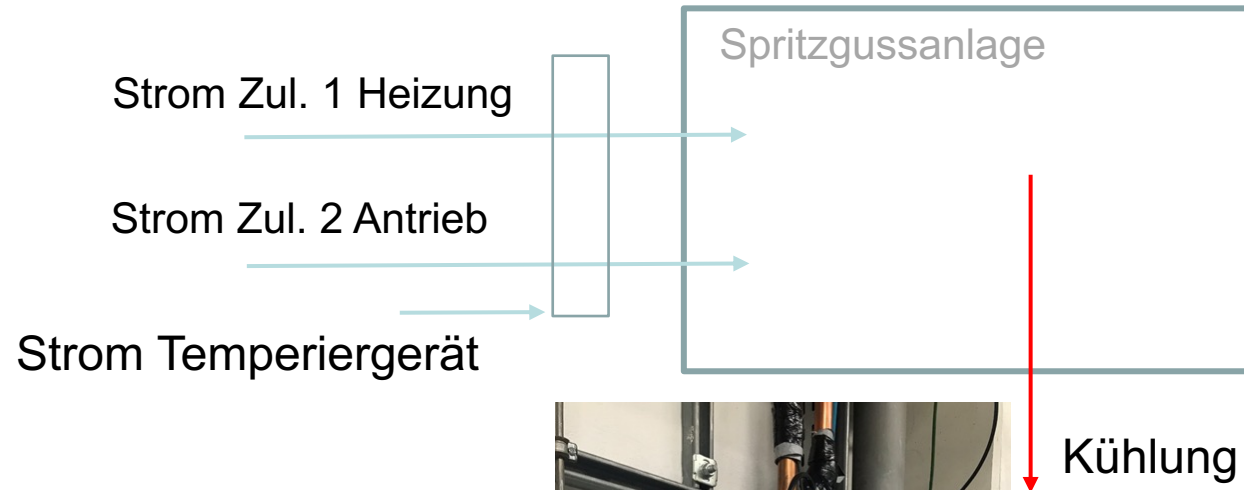 Spritzgussanlage
Strom Zul. 1 Heizung
Strom Zul. 2 Antrieb
Strom Temperiergerät
Kühlung